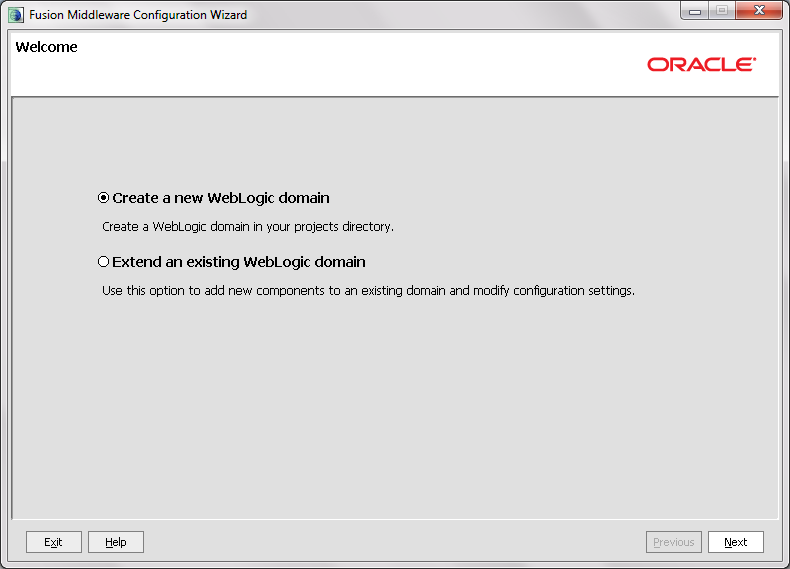 Fusion Middleware Configuration Wizard
Welcome
ORACLE
Create a new WebLogic domain
Create a WebLogic domain in your projects directory.
Extend an existing WebLogic domain
Use this option to add new components to an existing domain and modify configuration settings.
Exit Help Previous Next